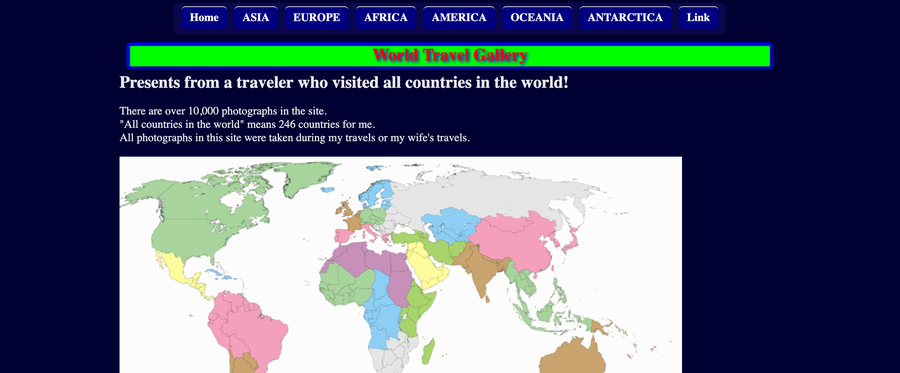 Home ASIA EUROPE AFRICA AMERICA OCEANIA ANTARCTICA Link
World Travel Gallery
Presents from a traveler who visited all countries in the world!
There are over 10,000 photographs in the site.
"All countries in the world" means 246 countries for me.
All photographs in this site were taken during my travels or my wife's travels.